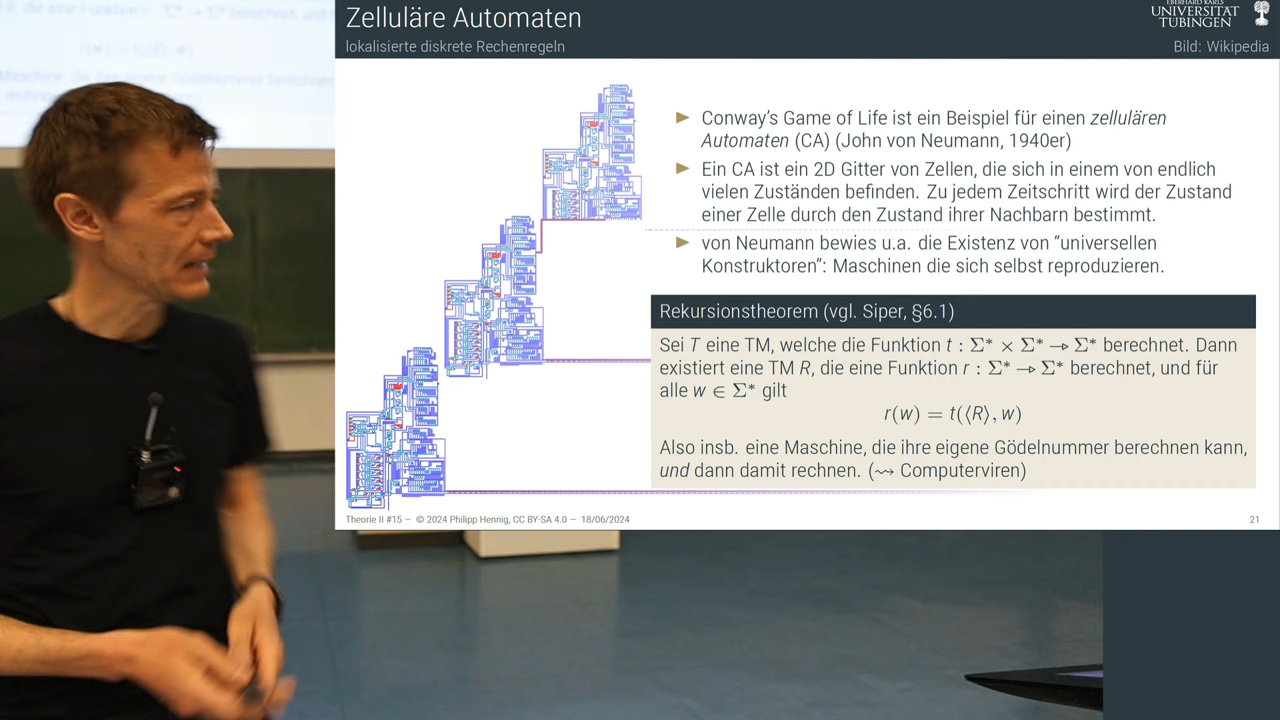 Zelluläre Automaten
lokalisierte diskrete Rechenregeln
EBERHARD KARLS
UNIVERSITÄT
TÜBINGEN
Bild: Wikipedia
Conway's Game of Life ist ein Beispiel für einen zellulären
Automaten (CA) (John von Neumann, 1940er)
Ein CA ist ein 2D Gitter von Zellen, die sich in einem von endlich
vielen Zuständen befinden. Zu jedem Zeitschritt wird der Zustand
einer Zelle durch den Zustand ihrer Nachbarn bestimmt.
von Neumann bewies u.a. die Existenz von “universellen
Konstruktoren”: Maschinen die sich selbst reproduzieren.
Rekursionstheorem (vgl. Siper, §6.1)
Sei T eine TM, welche die Funktion t : Σ* × Σ* ⇀ Σ* berechnet. Dann
existiert eine TM R, die eine Funktion r : Σ* ⇀ Σ* berechnet, und für
alle w ∈ Σ* gilt
r(w) = t(⟨R⟩, w)
Also insb. eine Maschine, die ihre eigene Gödelnummer berechnen kann,
und dann damit rechnet (⇝ Computerviren)
Theorie II #15 — © 2024 Philipp Hennig, CC BY-SA 4.0 — 18/06/2024
21